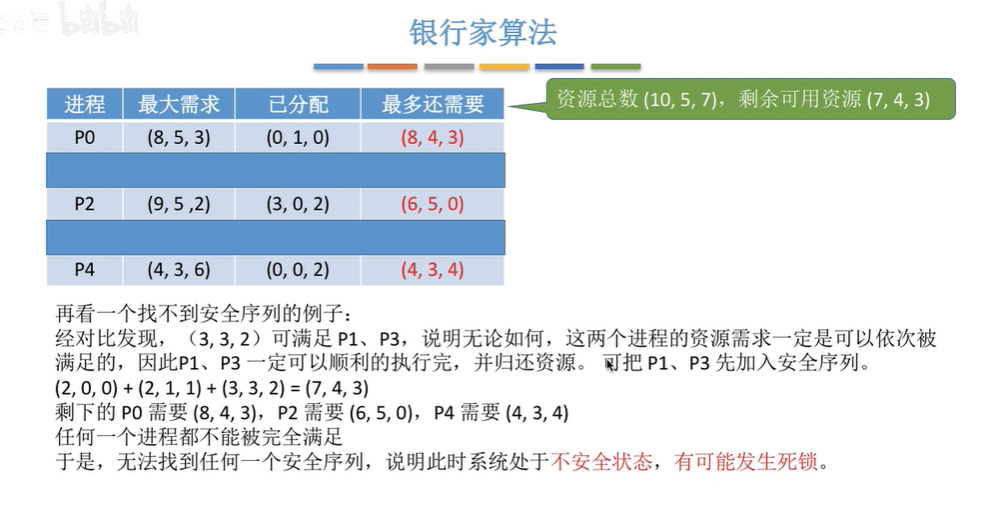 bilibili
银行家算法
资源总数 (10, 5, 7)，剩余可用资源 (7, 4, 3)
进程 最大需求 已分配 最多还需要
P0 (8, 5, 3) (0, 1, 0) (8, 4, 3)
P2 (9, 5 ,2) (3, 0, 2) (6, 5, 0)
P4 (4, 3, 6) (0, 0, 2) (4, 3, 4)
再看一个找不到安全序列的例子：
经对比发现，（3, 3, 2）可满足 P1、P3，说明无论如何，这两个进程的资源需求一定是可以依次被
满足的，因此P1、P3 一定可以顺利的执行完，并归还资源。 可把 P1、P3 先加入安全序列。
(2, 0, 0) + (2, 1, 1) + (3, 3, 2) = (7, 4, 3)
剩下的 P0 需要 (8, 4, 3)，P2 需要 (6, 5, 0)，P4 需要 (4, 3, 4)
任何一个进程都不能被完全满足
于是，无法找到任何一个安全序列，说明此时系统处于不安全状态，有可能发生死锁。